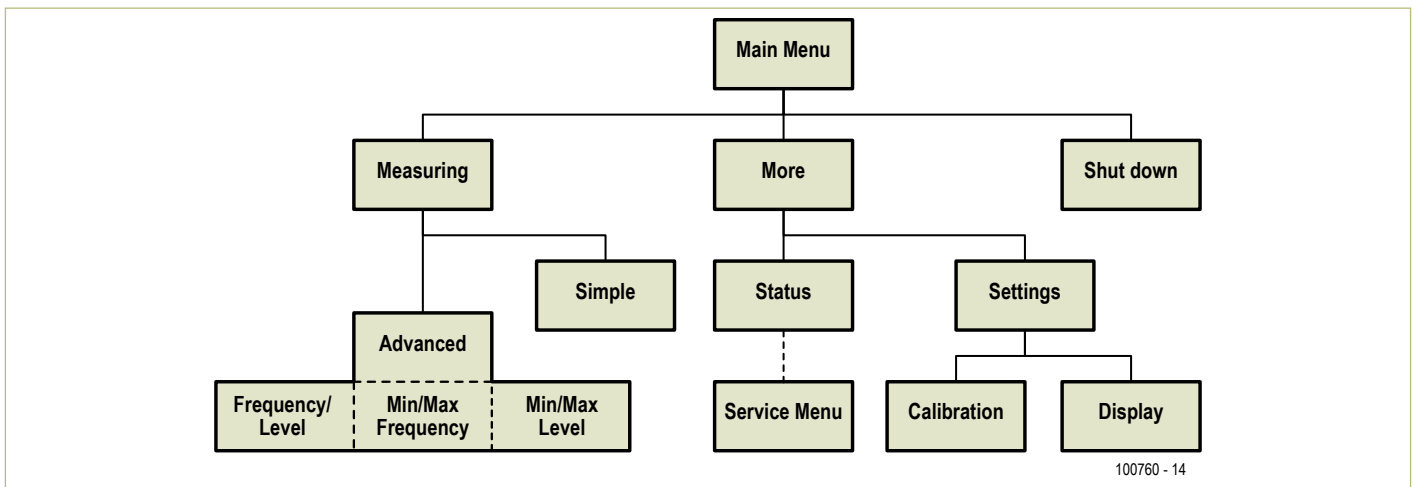 Main Menu
Measuring
More
Shut down
Simple
Status
Settings
Advanced
Frequency/
Level
Min/Max
Frequency
Min/Max
Level
Service Menu
Calibration
Display
100760 - 14